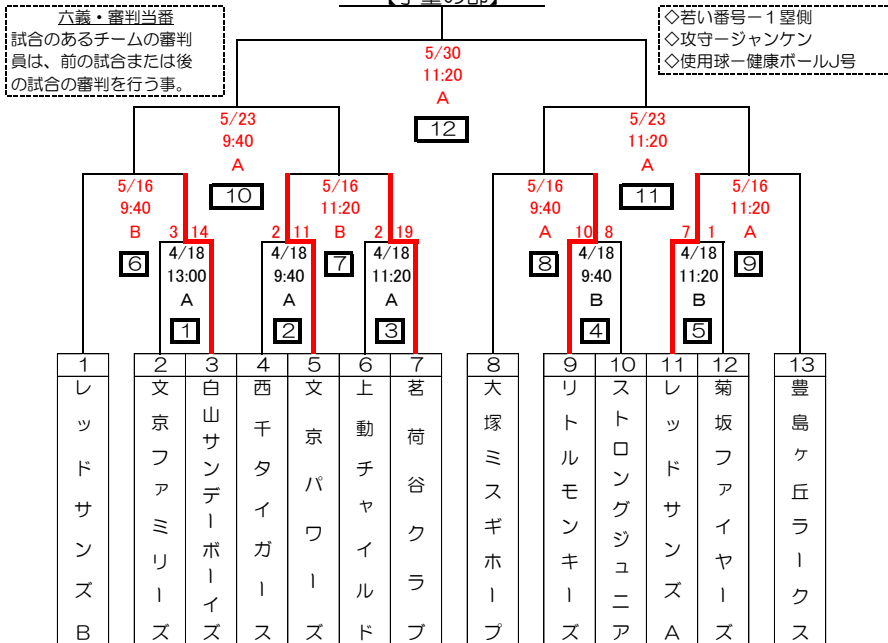 【学童の部】
六義・審判当番
試合のあるチームの審判
員は、前の試合または後
の試合の審判を行う事。
◇若い番号ー1塁側
◇攻守ージャンケン
◇使用球ー健康ボールJ号
5/30
11:20
A
12
5/23
9:40
A
10
5/23
11:20
A
11
5/16
9:40
B
6
5/16
11:20
B
7
5/16
9:40
A
8
5/16
11:20
A
9
3 14
4/18
13:00
A
1
2 11
4/18
9:40
A
2
2 19
4/18
11:20
A
3
10 8
4/18
9:40
B
4
7 1
4/18
11:20
B
5
1 2 3 4 5 6 7 8 9 10 11 12 13
レッドサンズB
文京ファミリーズ
白山サンデーボーイズ
西千タイガース
文京パワーズ
上動チャイルド
茗荷谷クラブ
大塚ミスギホープ
リトルモンキーズ
ストロングジュニア
レッドサンズA
菊坂ファイヤーズ
豊島ヶ丘ラークス